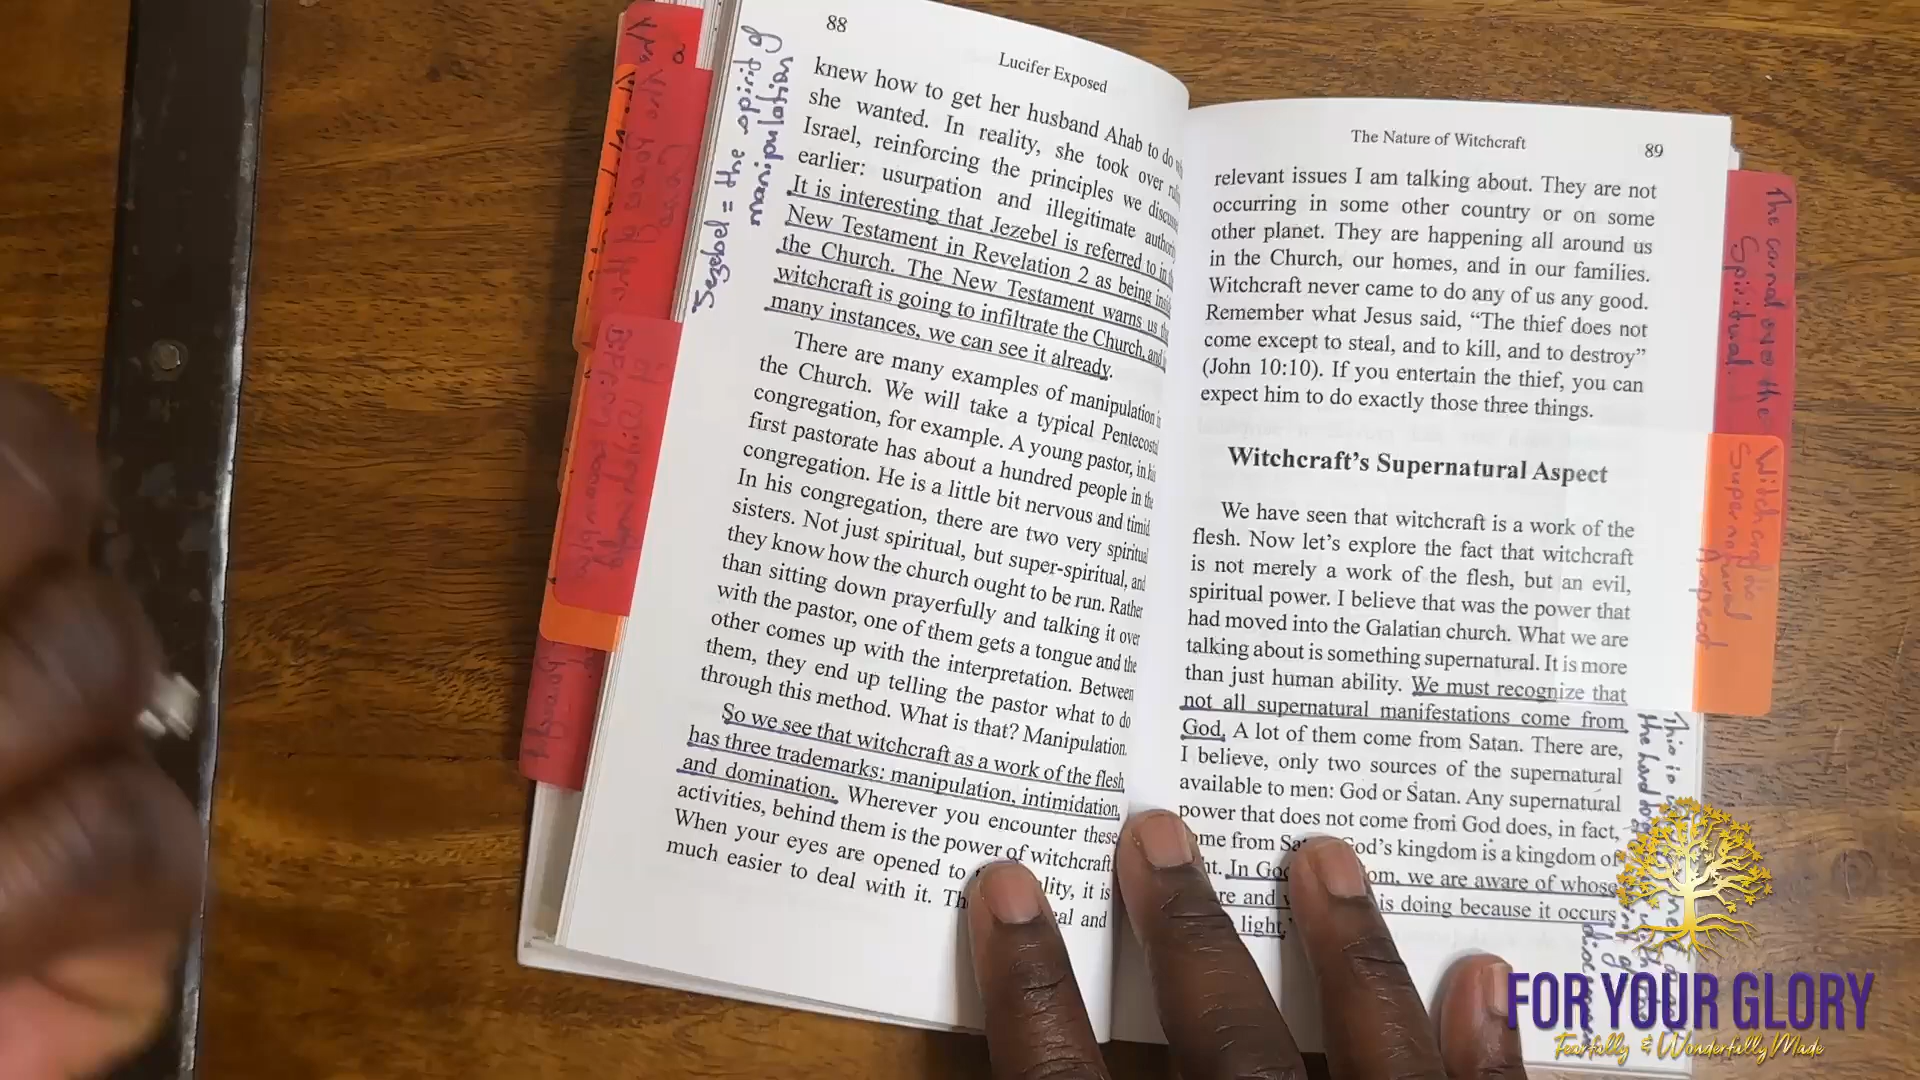 88
Lucifer Exposed
knew how to get her husband Ahab to do
she wanted. In reality, she took over
Israel, reinforcing the principles we
earlier: usurpation and illegitimate
It is interesting that Jezebel is referred to in
New Testament in Revelation 2 as being
the Church. The New Testament warns us
witchcraft is going to infiltrate the Church, and
many instances, we can see it already.
There are many examples of manipulation
the Church. We will take a typical
congregation, for example. A young pastor, in
first pastorate has about a hundred people in the
congregation. He is a little bit nervous and timid.
In his congregation, there are two very spiritual
sisters. Not just spiritual, but super-spiritual, and
they know how the church ought to be run. Rather
than sitting down prayerfully and talking it over
with the pastor, one of them gets a tongue and the
other comes up with the interpretation. Between
them, they end up telling the pastor what to do
through this method. What is that? Manipulation.
So we see that witchcraft as a work of the flesh
has three trademarks: manipulation, intimidation,
and domination. Wherever you encounter these
activities, behind them is the power of witchcraft.
When your eyes are opened to it is
much easier to deal with it. and
Jezebel = the spirit of
manipulation
The Nature of Witchcraft
89
relevant issues I am talking about. They are not
occurring in some other country or on some
other planet. They are happening all around us
in the Church, our homes, and in our families.
Witchcraft never came to do any of us any good.
Remember what Jesus said, “The thief does not
come except to steal, and to kill, and to destroy”
(John 10:10). If you entertain the thief, you can
expect him to do exactly those three things.
Witchcraft’s Supernatural Aspect
We have seen that witchcraft is a work of the
flesh. Now let’s explore the fact that witchcraft
is not merely a work of the flesh, but an evil,
spiritual power. I believe that was the power that
had moved into the Galatian church. What we are
talking about is something supernatural. It is more
than just human ability. We must recognize that
not all supernatural manifestations come from
God. A lot of them come from Satan. There are,
I believe, only two sources of the supernatural
available to men: God or Satan. Any supernatural
power that does not come from God does, in fact,
from God’s kingdom is a kingdom of
In we are aware of whose
and is doing because it occurs
light.
The carnal over the
Spiritual.
Witchcraft's
Supernatural
Aspect
This is
the hand
FOR YOUR GLORY
Fearfully & Wonderfully Made